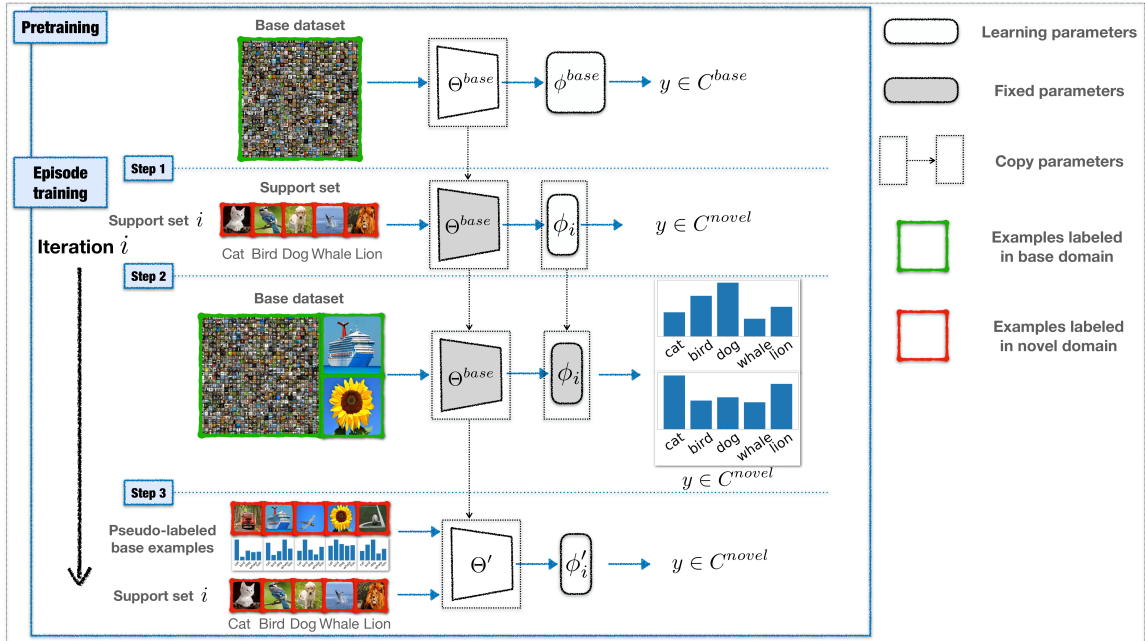 Pretraining
Base dataset
Θ^{base}
ϕ^{base}
y ∈ C^{base}
Episode
training
Step 1
Support set
Support set i
Cat Bird Dog Whale Lion
Θ^{base}
ϕ_i
y ∈ C^{novel}
Iteration i
Step 2
Base dataset
Θ^{base}
ϕ_i
cat bird dog whale lion
cat bird dog whale lion
y ∈ C^{novel}
Step 3
Pseudo-labeled
base examples
Θ'
ϕ'_i
y ∈ C^{novel}
Support set i
Cat Bird Dog Whale Lion
Learning parameters
Fixed parameters
Copy parameters
Examples labeled
in base domain
Examples labeled
in novel domain